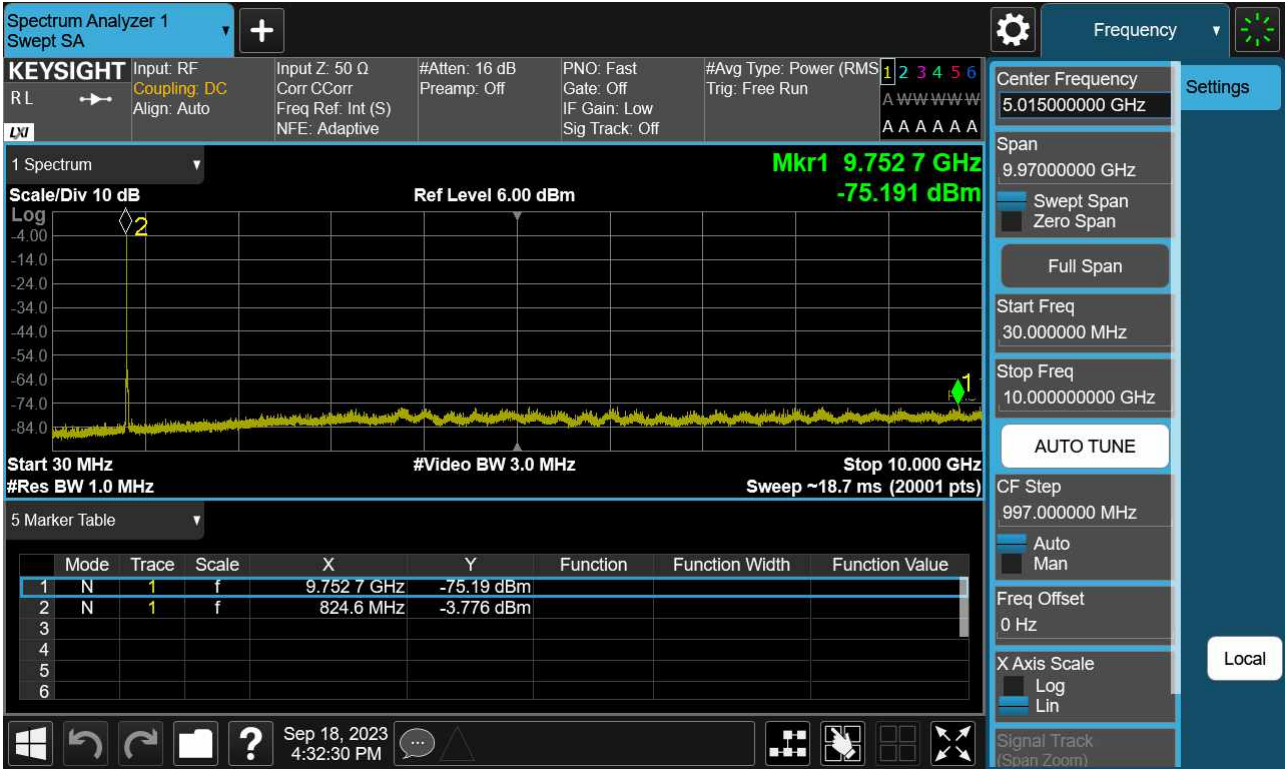 Spectrum Analyzer 1
Swept SA
Frequency
KEYSIGHT
R L
LXI
Input: RF
Coupling: DC
Align: Auto
Input Z: 50 Ω
Corr CCorr
Freq Ref: Int (S)
NFE: Adaptive
#Atten: 16 dB
Preamp: Off
PNO: Fast
Gate: Off
IF Gain: Low
Sig Track: Off
#Avg Type: Power (RMS
Trig: Free Run
1 2 3 4 5 6
A W W W W W
A A A A A A
1 Spectrum
Mkr1 9.752 7 GHz
Scale/Div 10 dB
Ref Level 6.00 dBm
-75.191 dBm
Log
2
-4.00
-14.0
-24.0
-34.0
-44.0
-54.0
-64.0
1
-74.0
-84.0
Start 30 MHz
#Video BW 3.0 MHz
Stop 10.000 GHz
#Res BW 1.0 MHz
Sweep ~18.7 ms (20001 pts)
5 Marker Table
Mode Trace Scale X Y Function Function Width Function Value
1 N 1 f 9.752 7 GHz -75.19 dBm
2 N 1 f 824.6 MHz -3.776 dBm
3
4
5
6
?
Sep 18, 2023
4:32:30 PM
Center Frequency
5.015000000 GHz
Settings
Span
9.97000000 GHz
Swept Span
Zero Span
Full Span
Start Freq
30.000000 MHz
Stop Freq
10.000000000 GHz
AUTO TUNE
CF Step
997.000000 MHz
Auto
Man
Freq Offset
0 Hz
X Axis Scale
Log
Lin
Local
Signal Track
(Span Zoom)